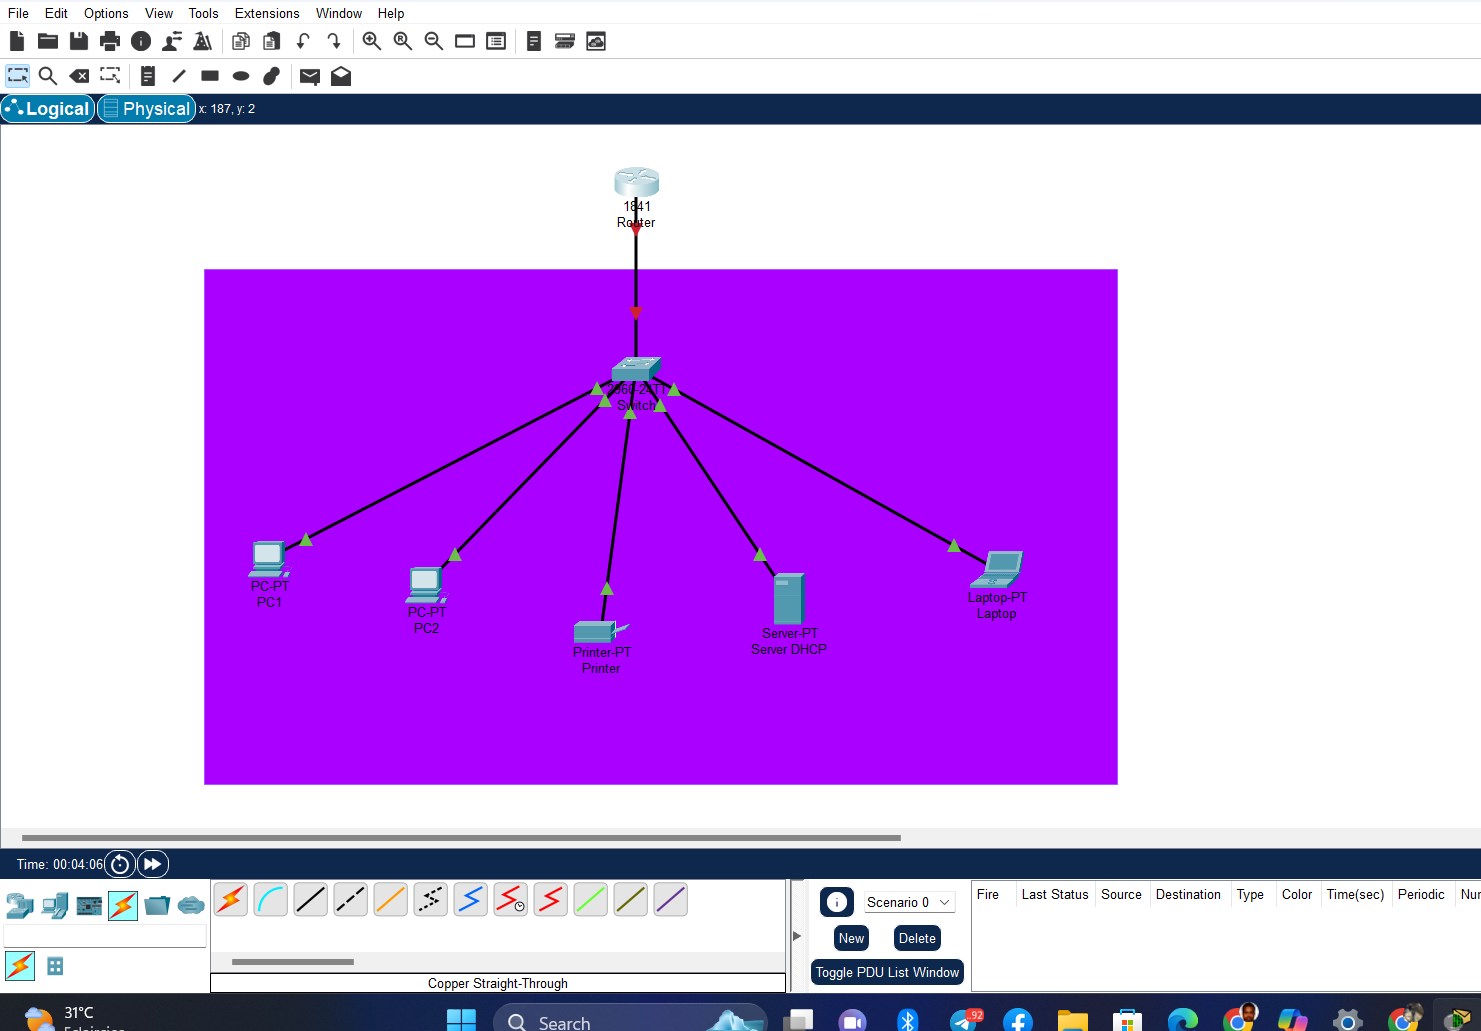 File Edit Options View Tools Extensions Window Help
Logical Physical x: 187, y: 2
1841
Router
2960-24TT
Switch
PC-PT
PC1
PC-PT
PC2
Printer-PT
Printer
Server-PT
Server DHCP
Laptop-PT
Laptop
Time: 00:04:06
Scenario 0
New Delete
Toggle PDU List Window
Fire Last Status Source Destination Type Color Time(sec) Periodic Nur
Copper Straight-Through
31°C
Search
92